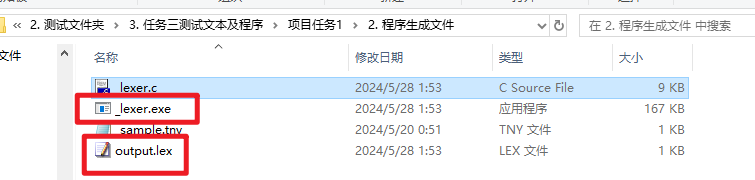 2. 测试文件夹 > 3. 任务三测试文本及程序 > 项目任务1 > 2. 程序生成文件
在 2. 程序生成文件 中搜索
文件
名称 修改日期 类型 大小
_lexer.c 2024/5/28 1:53 C Source File 9 KB
_lexer.exe 2024/5/28 1:53 应用程序 167 KB
_sample.tny 2024/5/20 0:51 TNY 文件 1 KB
output.lex 2024/5/28 1:53 LEX 文件 1 KB